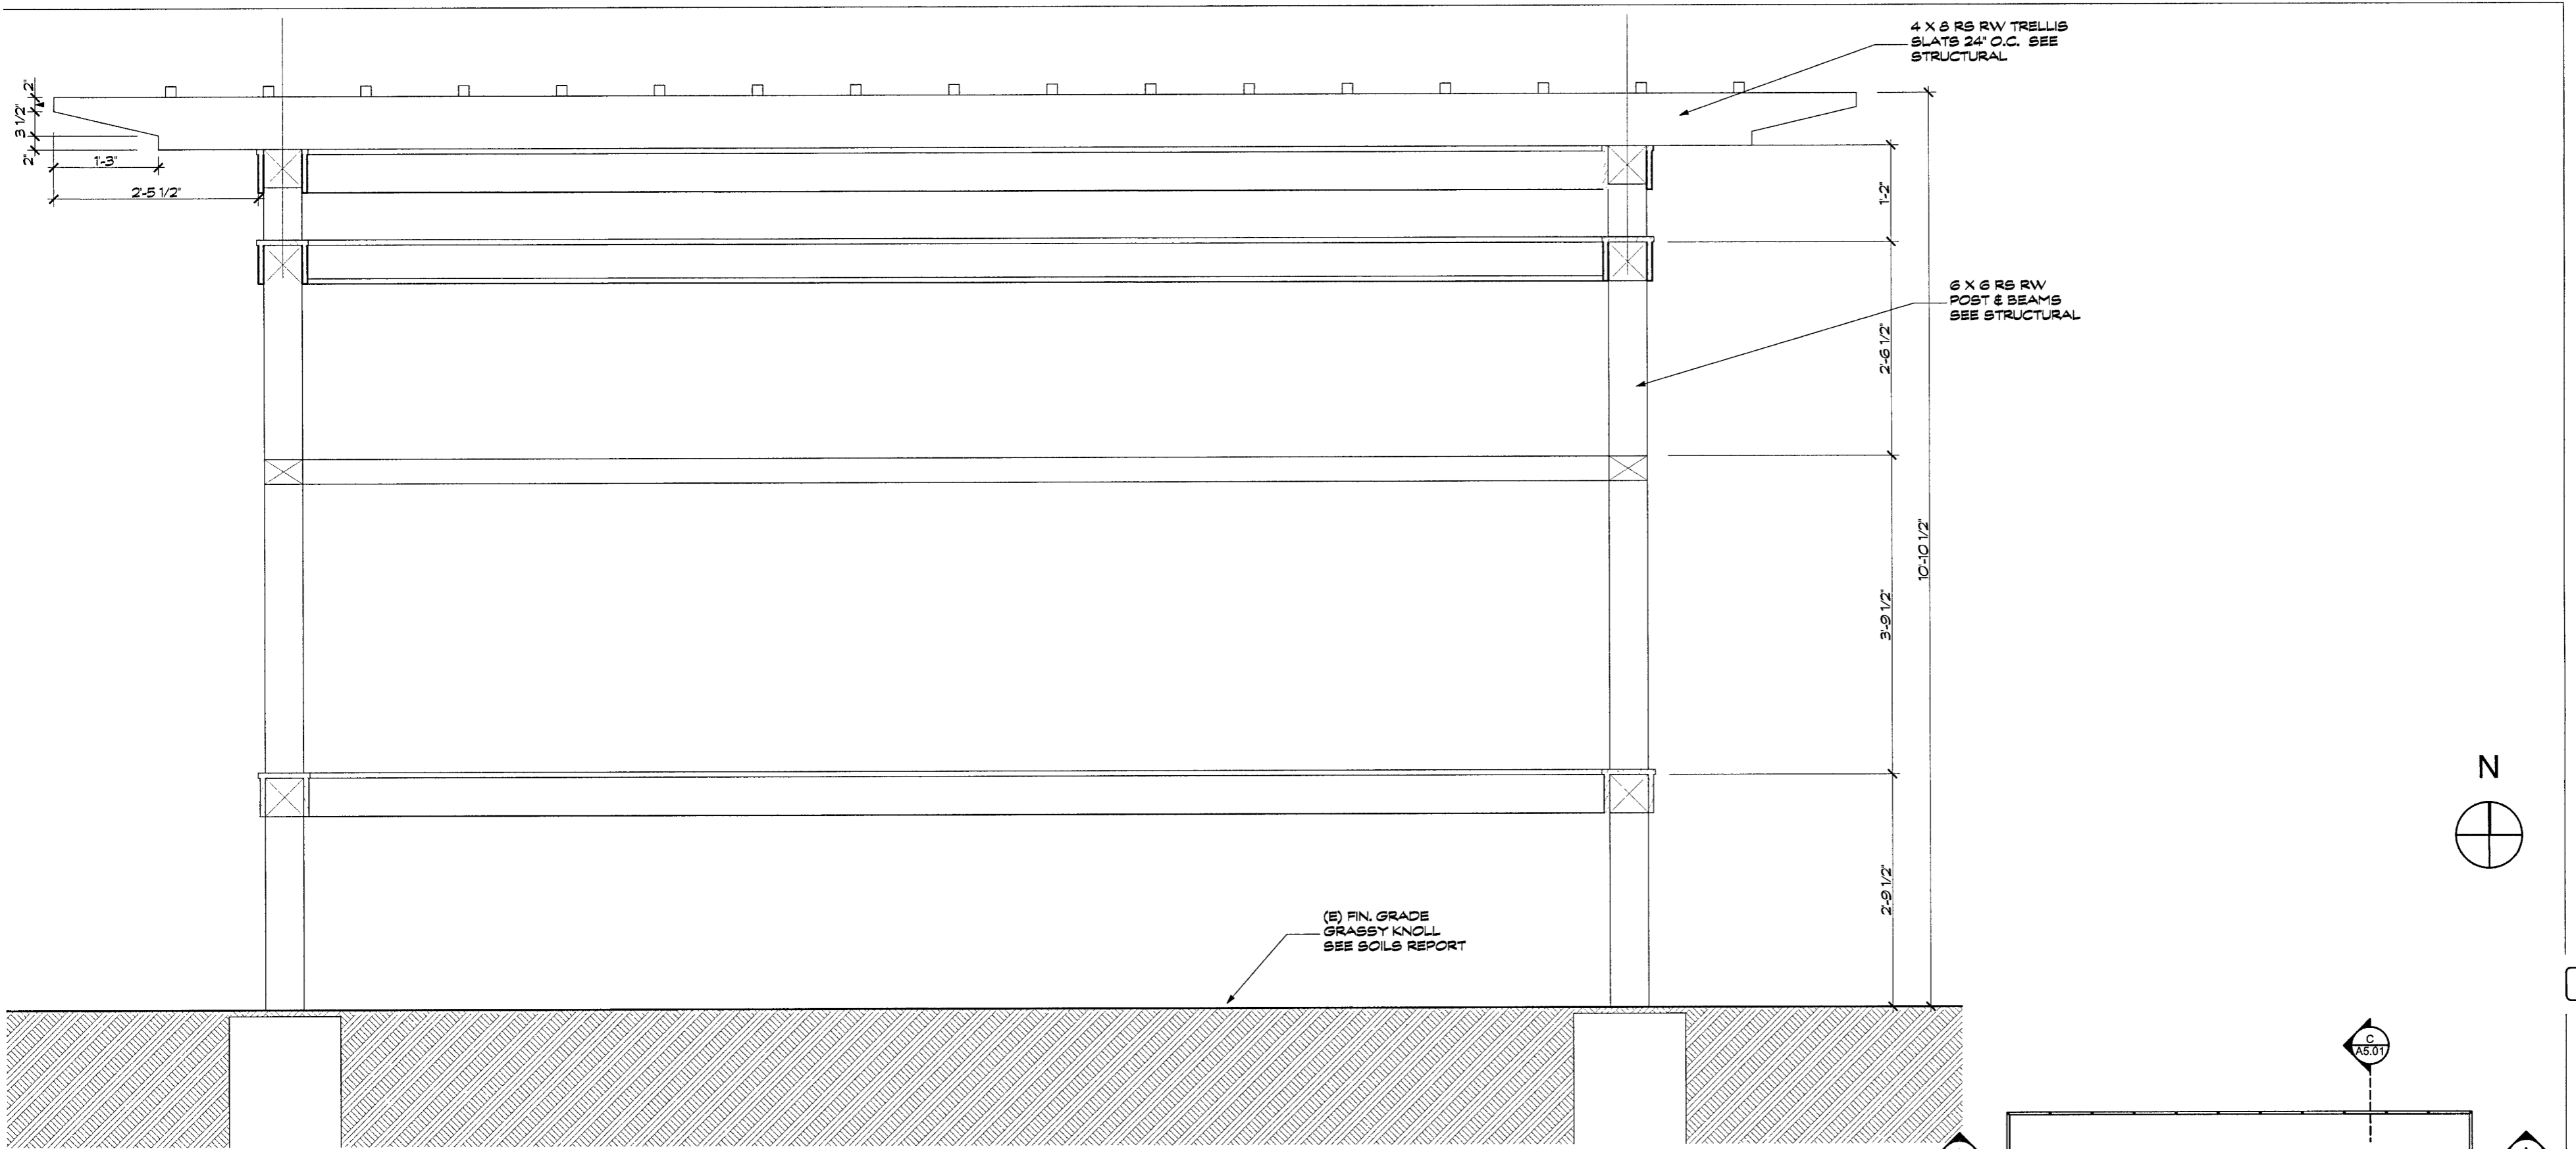 4 X 8 RS RW TRELLIS
SLATS 24" O.C. SEE
STRUCTURAL
2"
3 1/2"
2"
1'-3"
2'-5 1/2"
1'-2"
6 X 6 RS RW
POST & BEAMS
SEE STRUCTURAL
2'-6 1/2"
10'-10 1/2"
3'-9 1/2"
N
2'-9 1/2"
(E) FIN. GRADE
GRASSY KNOLL
SEE SOILS REPORT
C
A5.01